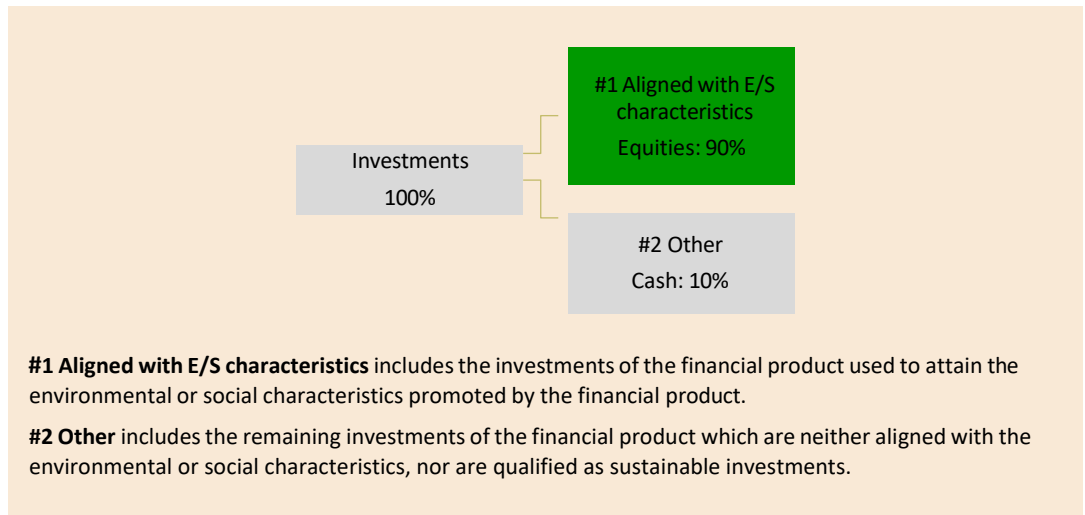 #1 Aligned with E/S
characteristics
Equities: 90%
Investments
100%
#2 Other
Cash: 10%
#1 Aligned with E/S characteristics includes the investments of the financial product used to attain the
environmental or social characteristics promoted by the financial product.
#2 Other includes the remaining investments of the financial product which are neither aligned with the
environmental or social characteristics, nor are qualified as sustainable investments.